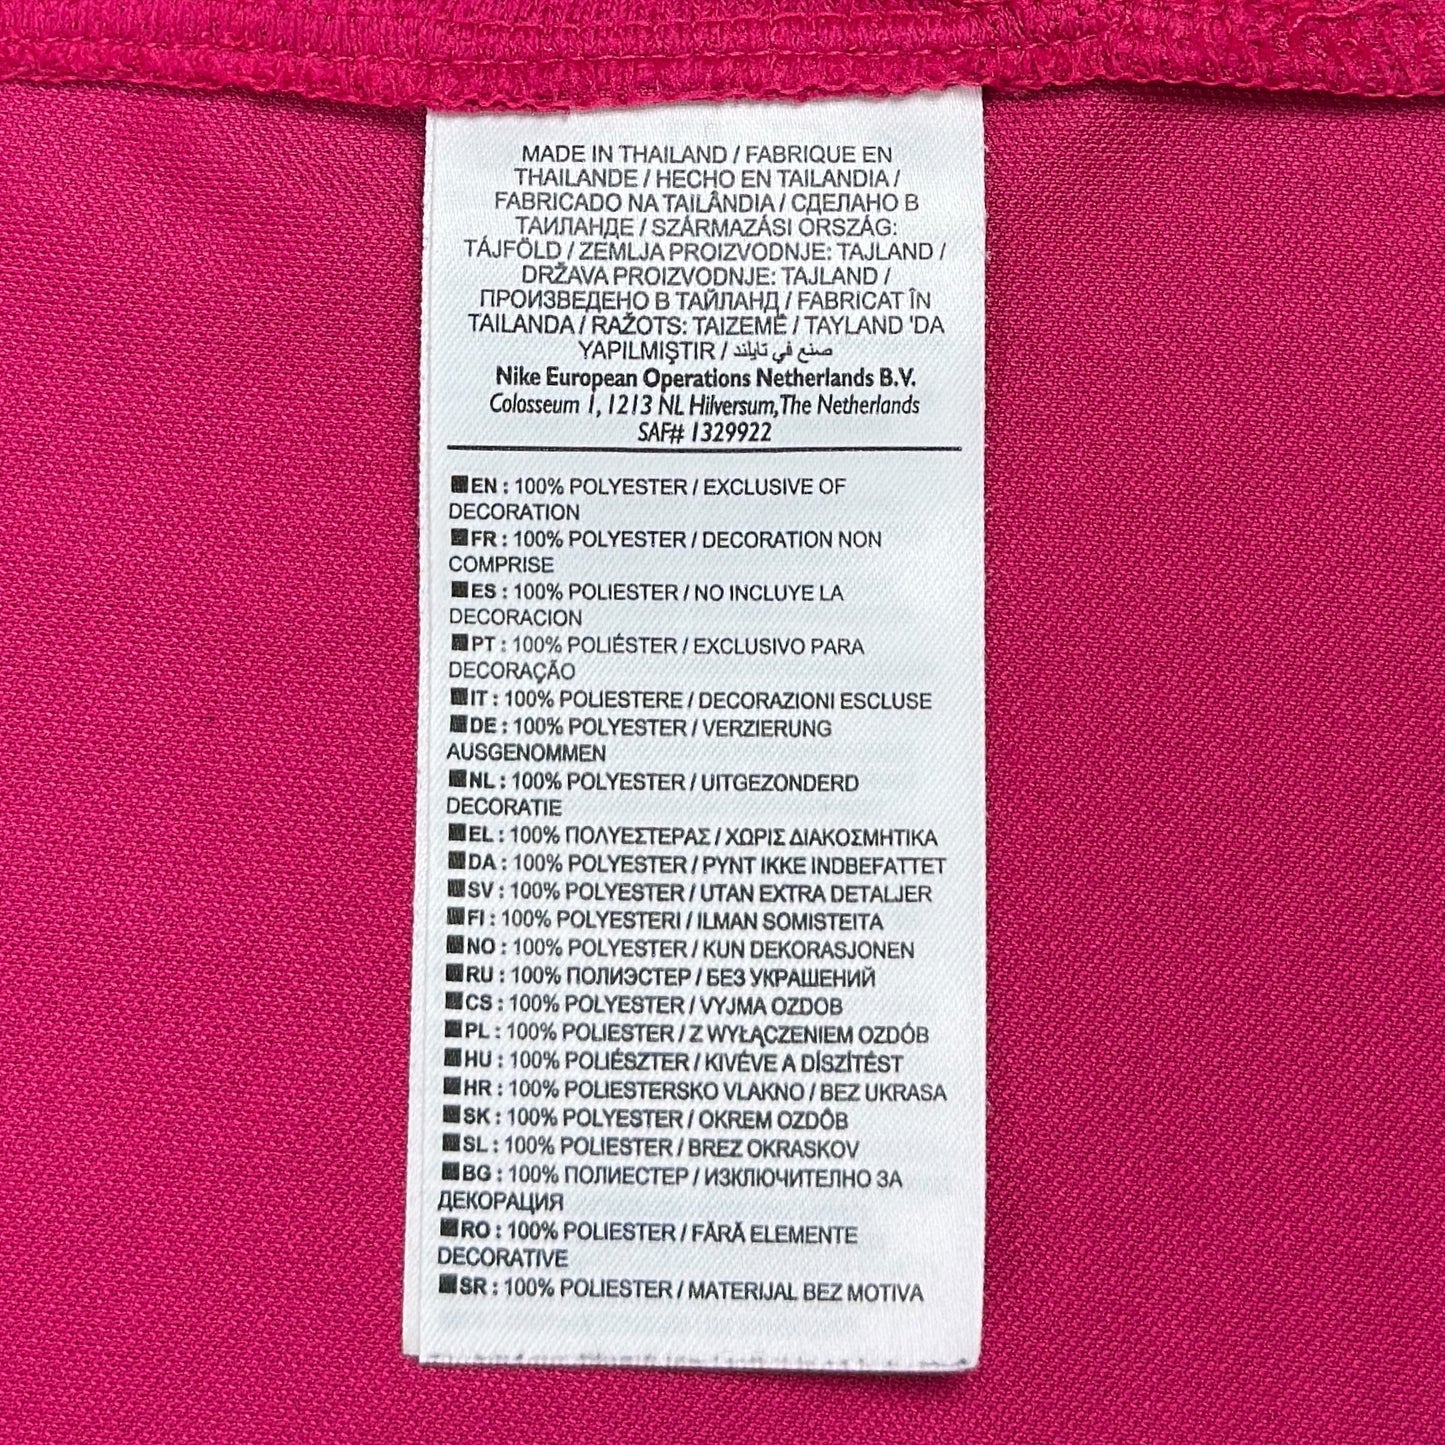 MADE IN THAILAND / FABRIQUE EN
THAILANDE / HECHO EN TAILANDIA /
FABRICADO NA TAILÂNDIA / СДЕЛАНО В
ТАИЛАНДЕ / SZÁRMAZÁSI ORSZÁG:
TÁJFÖLD / ZEMLJA PROIZVODNJE: TAJLAND /
DRŽAVA PROIZVODNJE: TAJLAND /
ПРОИЗВЕДЕНО В ТАЙЛАНД / FABRICAT ÎN
TAILANDA / RAŽOTS: TAIZEMĒ / TAYLAND 'DA
YAPILMIŞTIR / صنع في تايلند
Nike European Operations Netherlands B.V.
Colosseum 1, 1213 NL Hilversum, The Netherlands
SAF# 1329922
EN : 100% POLYESTER / EXCLUSIVE OF
DECORATION
FR : 100% POLYESTER / DECORATION NON
COMPRISE
ES : 100% POLIESTER / NO INCLUYE LA
DECORACION
PT : 100% POLIÉSTER / EXCLUSIVO PARA
DECORAÇÃO
IT : 100% POLIESTERE / DECORAZIONI ESCLUSE
DE : 100% POLYESTER / VERZIERUNG
AUSGENOMMEN
NL : 100% POLYESTER / UITGEZONDERD
DECORATIE
EL : 100% ΠΟΛΥΕΣΤΕΡΑΣ / ΧΩΡΙΣ ΔΙΑΚΟΣΜΗΤΙΚΑ
DA : 100% POLYESTER / PYNT IKKE INDBEFATTET
SV : 100% POLYESTER / UTAN EXTRA DETALJER
FI : 100% POLYESTERI / ILMAN SOMISTEITA
NO : 100% POLYESTER / KUN DEKORASJONEN
RU : 100% ПОЛИЭСТЕР / БЕЗ УКРАШЕНИЙ
CS : 100% POLYESTER / VYJMA OZDOB
PL : 100% POLIESTER / Z WYŁĄCZENIEM OZDÓB
HU : 100% POLIÉSZTER / KIVÉVE A DÍSZÍTÉST
HR : 100% POLIESTERSKO VLAKNO / BEZ UKRASA
SK : 100% POLYESTER / OKREM OZDÔB
SL : 100% POLIESTER / BREZ OKRASKOV
BG : 100% ПОЛИЕСТЕР / ИЗКЛЮЧИТЕЛНО ЗА
ДЕКОРАЦИЯ
RO : 100% POLIESTER / FĂRĂ ELEMENTE
DECORATIVE
SR : 100% POLIESTER / MATERIJAL BEZ MOTIVA